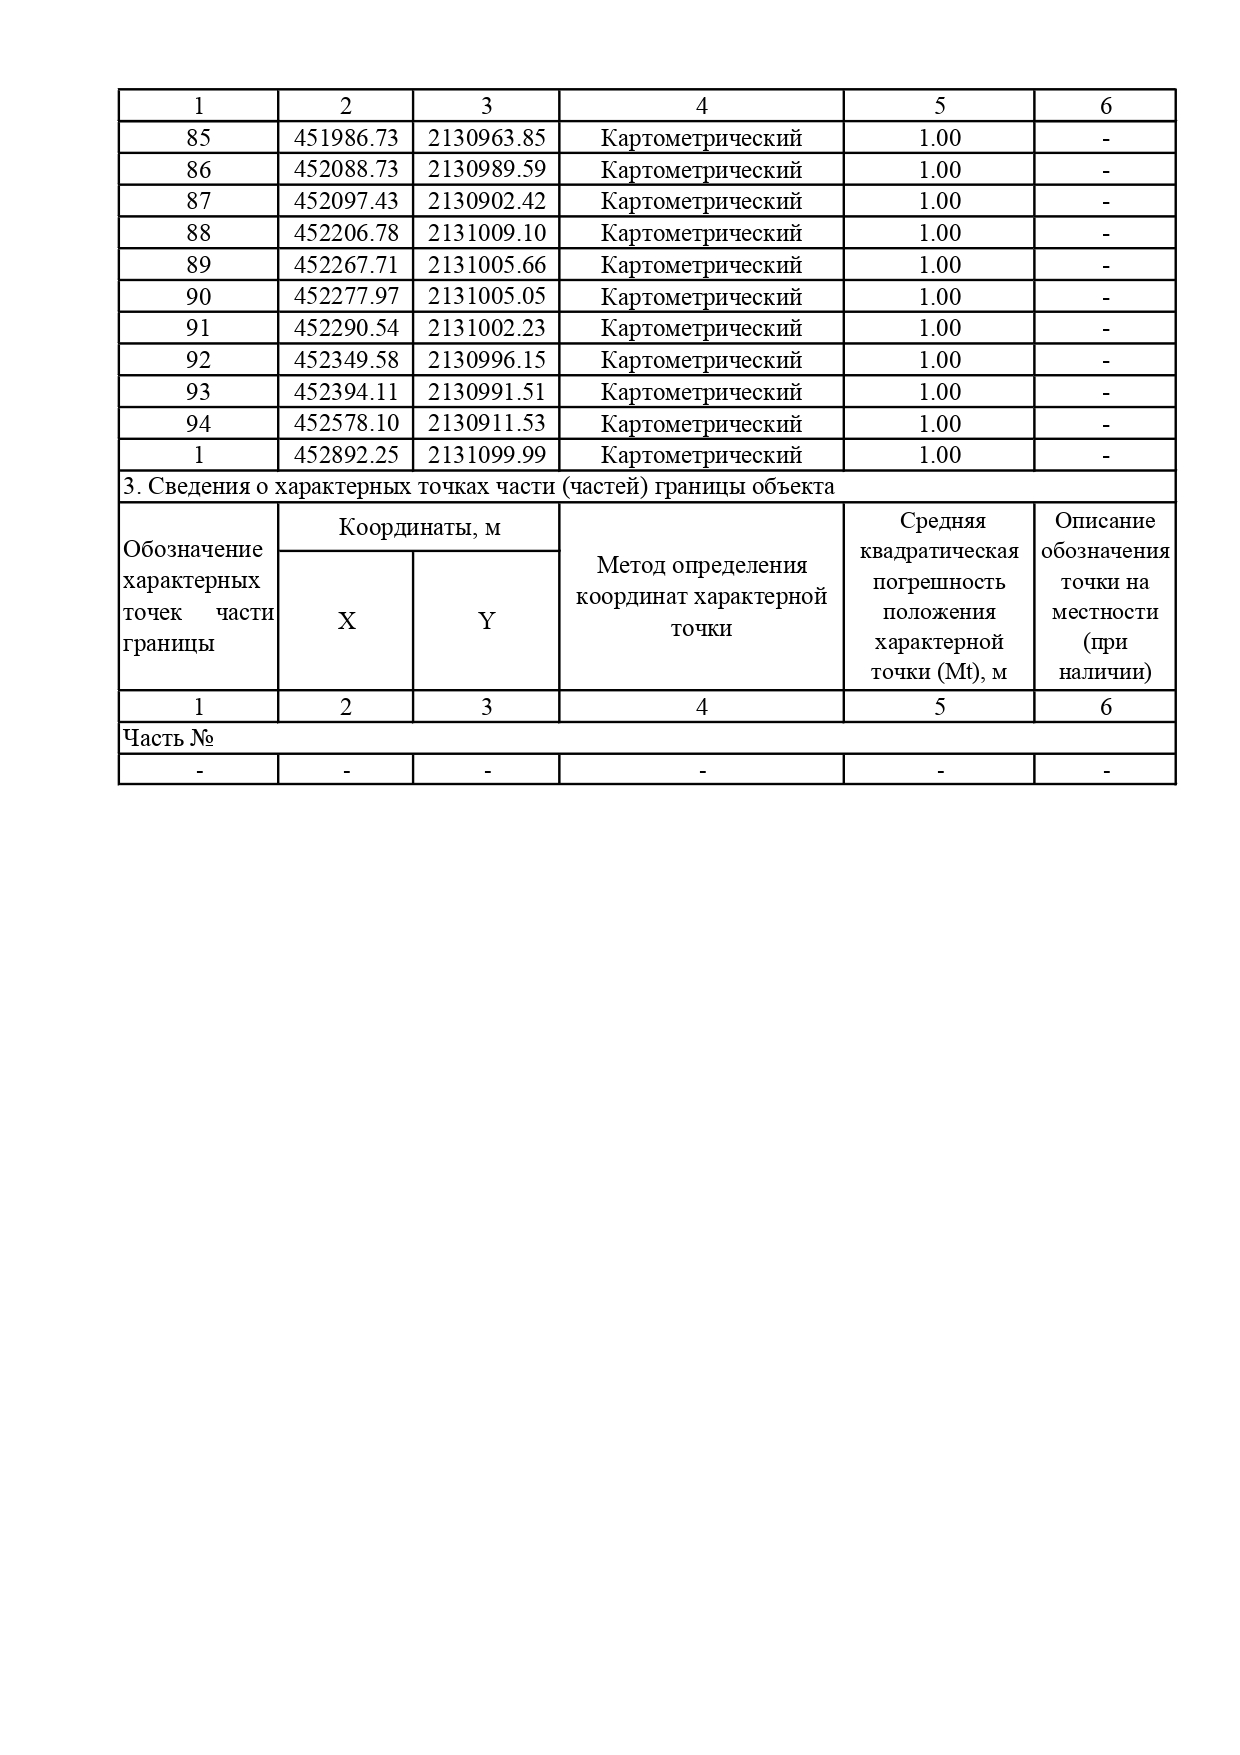 1 2 3 4 5 6
85 451986.73 2130963.85 Картометрический 1.00 -
86 452088.73 2130989.59 Картометрический 1.00 -
87 452097.43 2130902.42 Картометрический 1.00 -
88 452206.78 2131009.10 Картометрический 1.00 -
89 452267.71 2131005.66 Картометрический 1.00 -
90 452277.97 2131005.05 Картометрический 1.00 -
91 452290.54 2131002.23 Картометрический 1.00 -
92 452349.58 2130996.15 Картометрический 1.00 -
93 452394.11 2130991.51 Картометрический 1.00 -
94 452578.10 2130911.53 Картометрический 1.00 -
1 452892.25 2131099.99 Картометрический 1.00 -
3. Сведения о характерных точках части (частей) границы объекта
Обозначение
характерных
точек части
границы
Координаты, м
X Y
Метод определения
координат характерной
точки
Средняя
квадратическая
погрешность
положения
характерной
точки (Mt), м
Описание
обозначения
точки на
местности
(при
наличии)
1 2 3 4 5 6
Часть №
- - - - - -